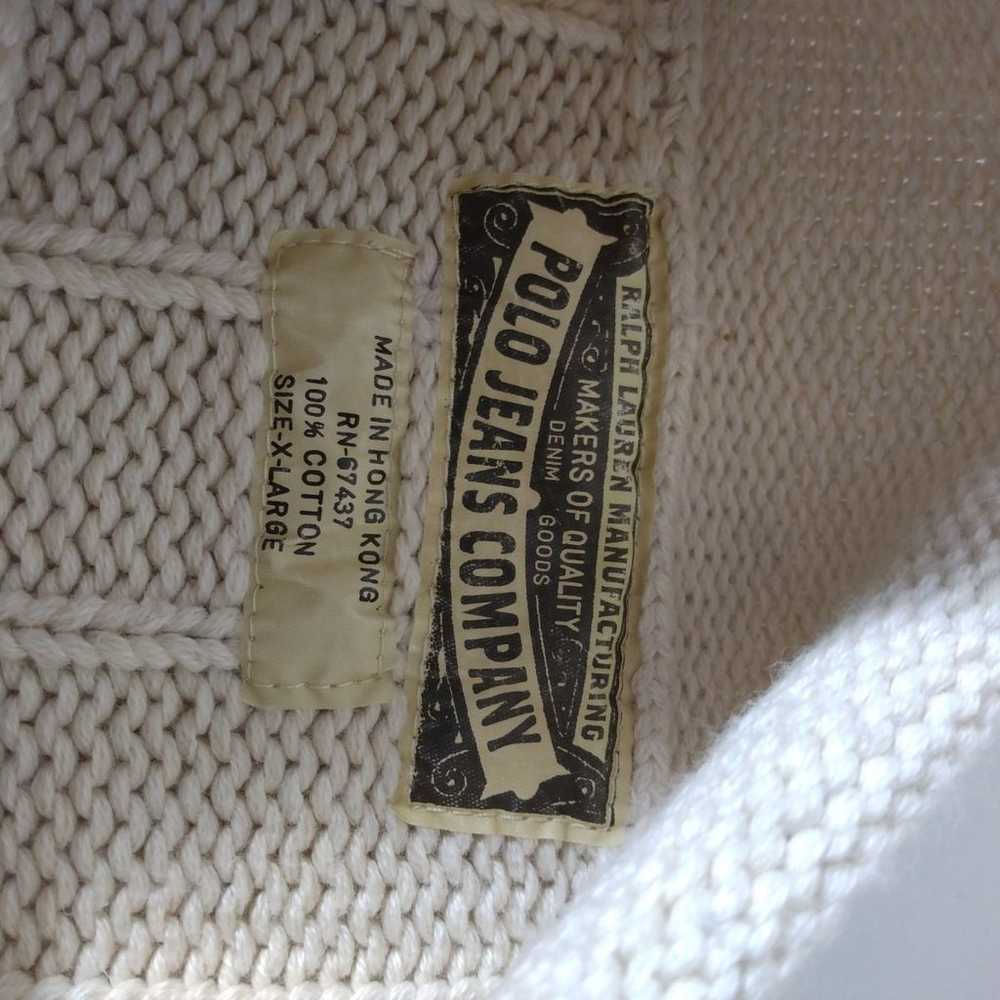 RALPH LAUREN MANUFACTURING
MAKERS OF QUALITY
DENIM GOODS
POLO JEANS COMPANY
MADE IN HONG KONG
RN-67437
100% COTTON
SIZE-X-LARGE